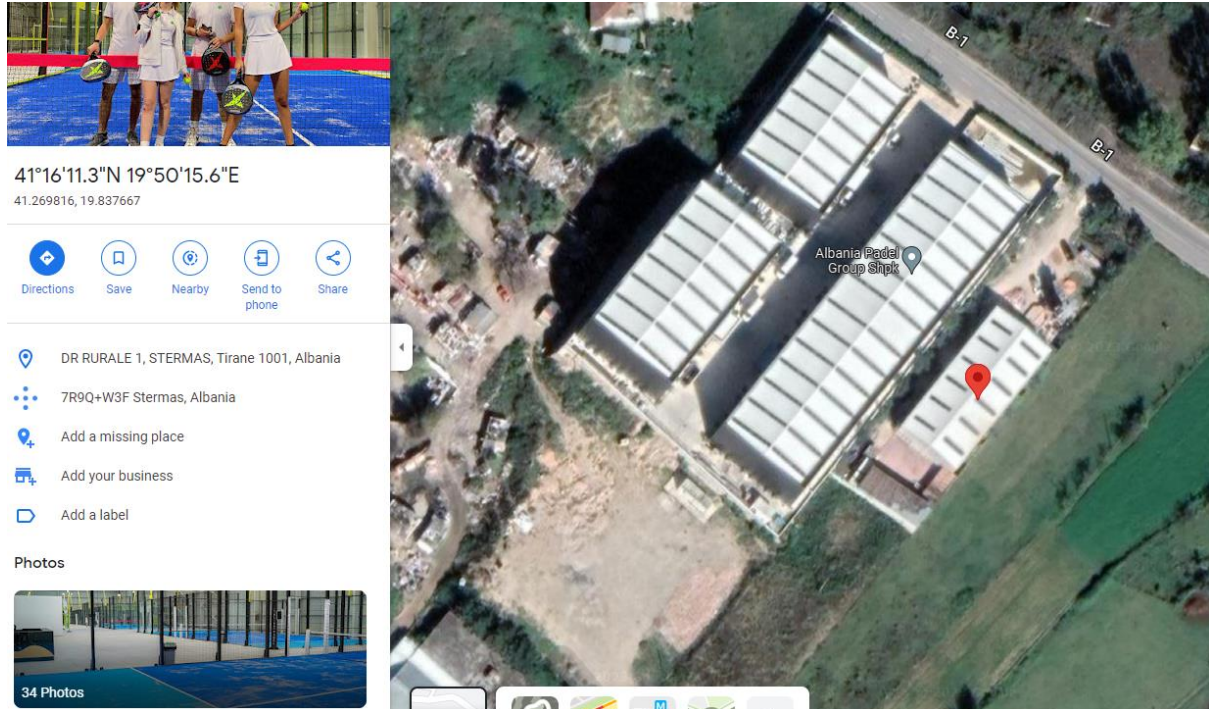 41°16'11.3"N 19°50'15.6"E
41.269816, 19.837667
Directions
Save
Nearby
Send to
phone
Share
DR RURALE 1, STERMAS, Tirane 1001, Albania
7R9Q+W3F Stermas, Albania
Add a missing place
Add your business
Add a label
Photos
34 Photos
B-1
B-1
Albania Padel
Group Shpk
M